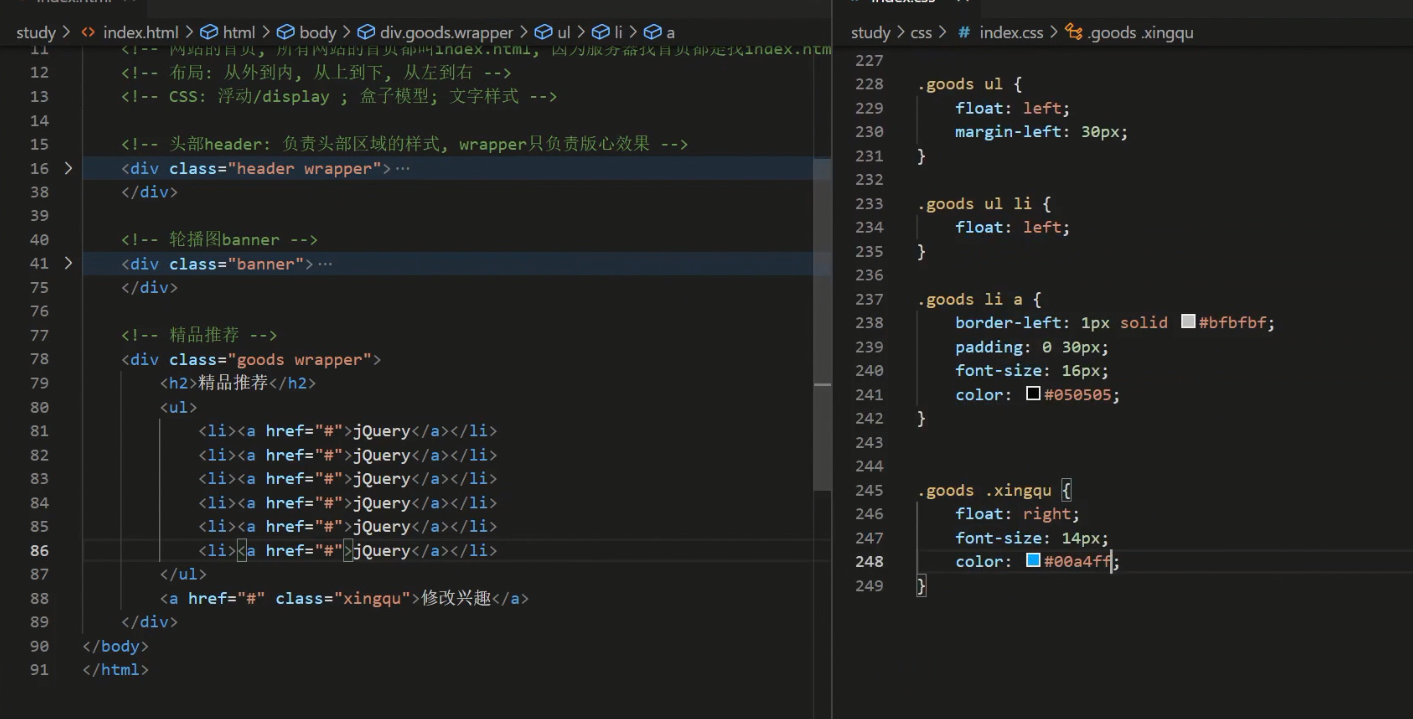 study > index.html > html > body > div.goods.wrapper > ul > li > a
11 <!-- 网站的首页, 所有网站的首页都叫index.html, 因为服务器找首页都是找index.htm
12 <!-- 布局: 从外到内, 从上到下, 从左到右 -->
13 <!-- CSS: 浮动/display ; 盒子模型; 文字样式 -->
14
15 <!-- 头部header: 负责头部区域的样式, wrapper只负责版心效果 -->
16 > <div class="header wrapper">···
38 </div>
39
40 <!-- 轮播图banner -->
41 > <div class="banner">···
75 </div>
76
77 <!-- 精品推荐 -->
78 <div class="goods wrapper">
79 <h2>精品推荐</h2>
80 <ul>
81 <li><a href="#">jQuery</a></li>
82 <li><a href="#">jQuery</a></li>
83 <li><a href="#">jQuery</a></li>
84 <li><a href="#">jQuery</a></li>
85 <li><a href="#">jQuery</a></li>
86 <li><a href="#">jQuery</a></li>
87 </ul>
88 <a href="#" class="xingqu">修改兴趣</a>
89 </div>
90 </body>
91 </html>
study > css > # index.css > .goods .xingqu
227
228 .goods ul {
229 float: left;
230 margin-left: 30px;
231 }
232
233 .goods ul li {
234 float: left;
235 }
236
237 .goods li a {
238 border-left: 1px solid #bfbfbf;
239 padding: 0 30px;
240 font-size: 16px;
241 color: #050505;
242 }
243
244
245 .goods .xingqu {
246 float: right;
247 font-size: 14px;
248 color: #00a4ff;
249 }